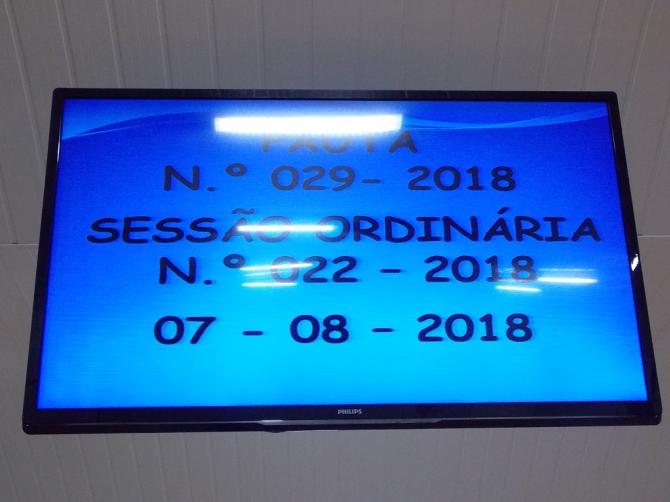 PAUTA
N.º 029- 2018
SESSÃO ORDINÁRIA
N.º 022 - 2018
07 - 08 - 2018
PHILIPS